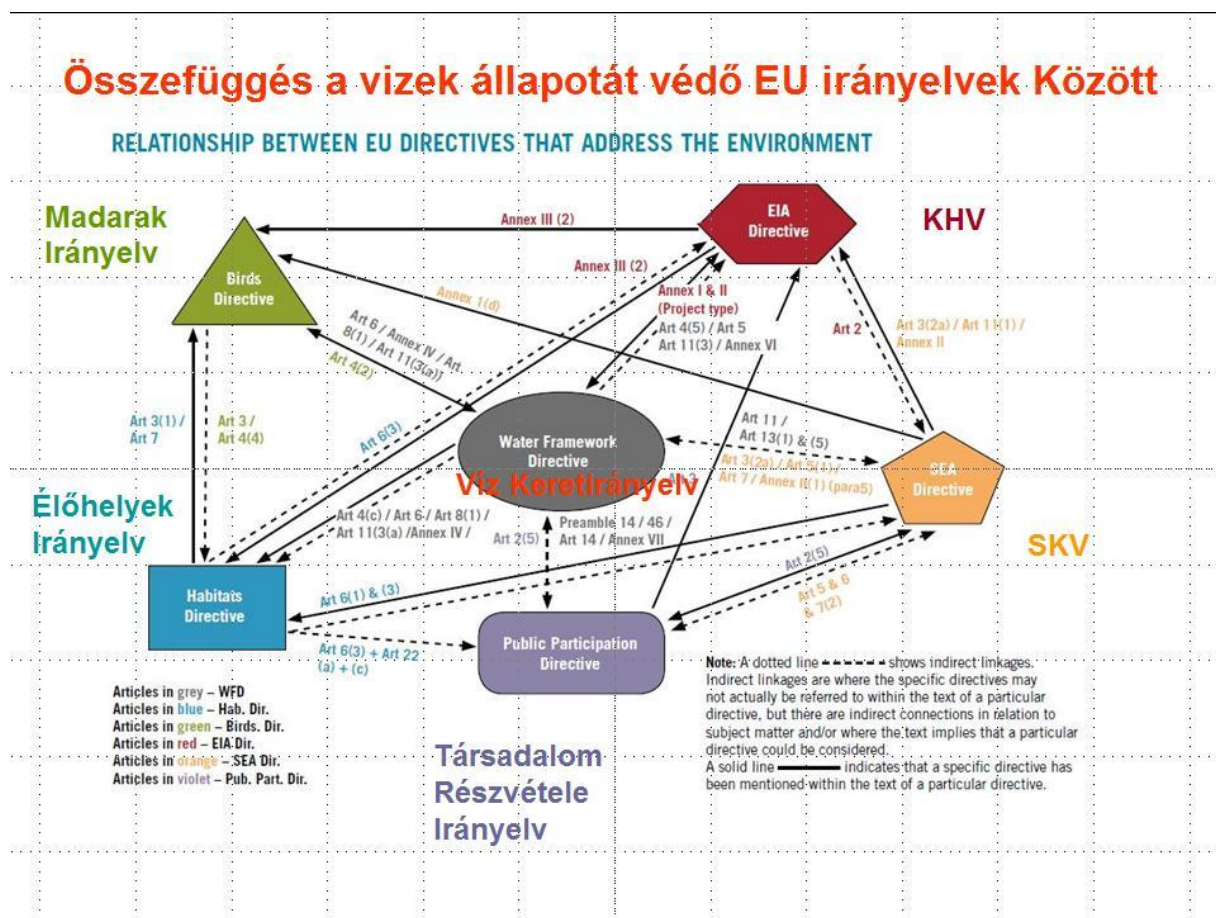 Összefüggés a vizek állapotát védő EU irányelvek Között
RELATIONSHIP BETWEEN EU DIRECTIVES THAT ADDRESS THE ENVIRONMENT
Madarak
Irányelv
Birds
Directive
Annex III (2)
EIA
Directive
KHV
Annex III (2)
Annex 1(d)
Annex I & II
(Project type)
Art 4(5) / Art 5
Art 11(3) / Annex VI
Art 2
Art 3(2a) / Art 11(1) /
Annex II
Art 6 / Annex IV / Art.
8(1) / Art 11(3(a))
Art 4(2)
Art 3(1) /
Art 7
Art 3 /
Art 4(4)
Art 6(3)
Water Framework
Directive
Víz Keretirányelv
Art 11 /
Art 13(1) & (5)
Art 3(2a) / Art 5(1) /
Art 7 / Annex II(1) (para5)
Art 3
SEA
Directive
SKV
Élőhelyek
Irányelv
Art 4(c) / Art 6 / Art 8(1) /
Art 11(3(a) /Annex IV /
Art 2(5)
Preamble 14 / 46 /
Art 14 / Annex VII
Habitats
Directive
Art 6(1) & (3)
Art 6(3) + Art 22
(a) + (c)
Public Participation
Directive
Art 2(5)
Art 5 & 6
& 7(2)
Articles in grey – WFD
Articles in blue – Hab. Dir.
Articles in green – Birds. Dir.
Articles in red – EIA Dir.
Articles in orange – SEA Dir.
Articles in violet – Pub. Part. Dir.
Társadalom
Részvétele
Irányelv
Note: A dotted line shows indirect linkages.
Indirect linkages are where the specific directives may
not actually be referred to within the text of a particular
directive, but there are indirect connections in relation to
subject matter and/or where the text implies that a particular
directive could be considered.
A solid line indicates that a specific directive has
been mentioned within the text of a particular directive.